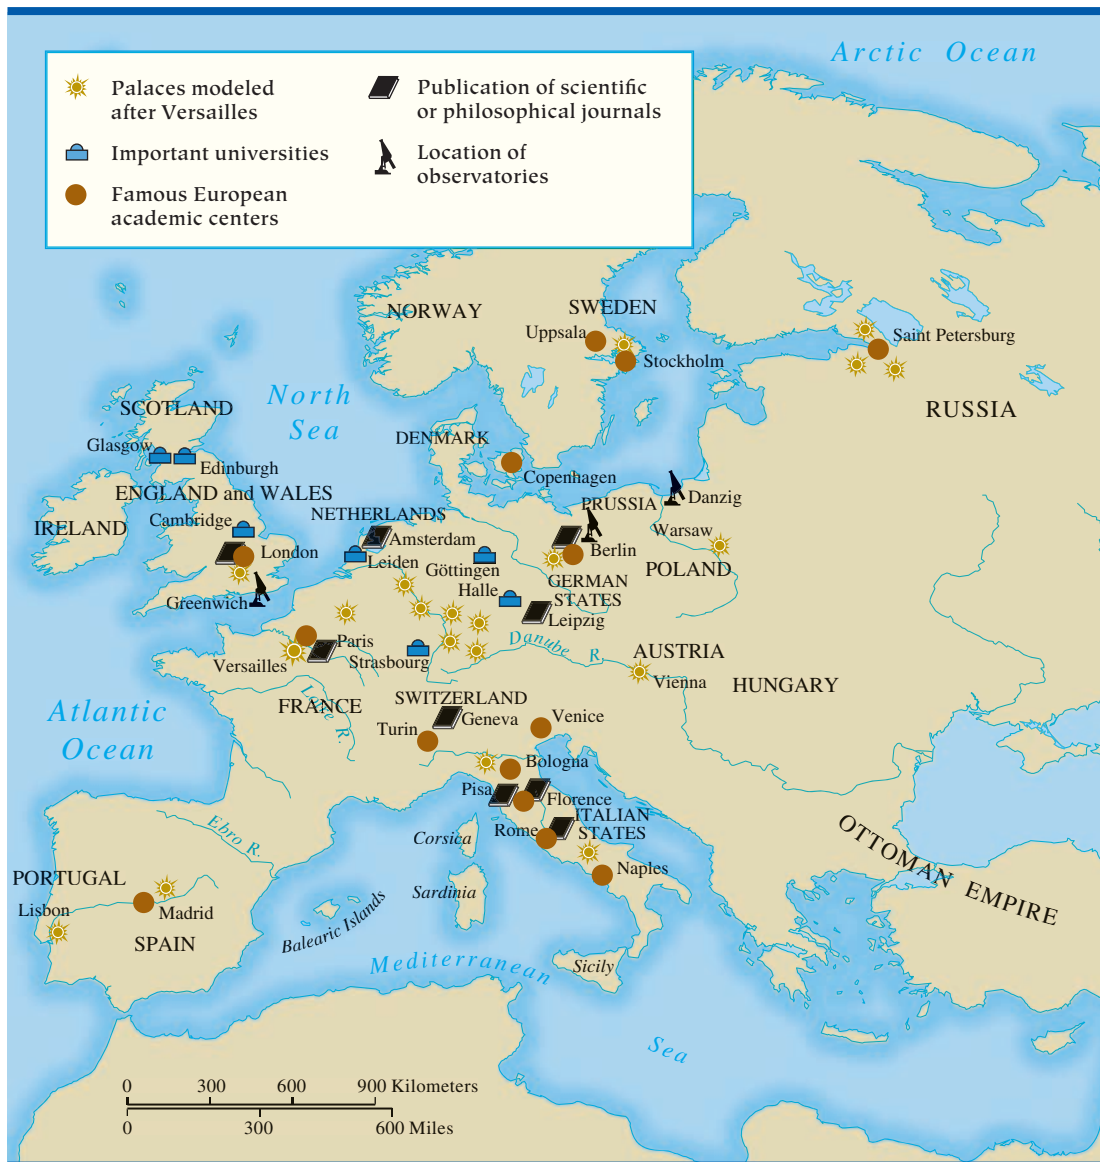 Arctic Ocean
Palaces modeled
after Versailles
Important universities
Famous European
academic centers
Publication of scientific
or philosophical journals
Location of
observatories
NORWAY
SWEDEN
Uppsala
Stockholm
Saint Petersburg
RUSSIA
North
Sea
SCOTLAND
Glasgow
Edinburgh
DENMARK
Copenhagen
ENGLAND and WALES
IRELAND
Cambridge
London
Greenwich
NETHERLANDS
Amsterdam
Leiden
PRUSSIA
Danzig
Warsaw
POLAND
Berlin
Göttingen
Halle
GERMAN
STATES
Leipzig
Paris
Versailles
Strasbourg
Danube R.
AUSTRIA
Vienna
HUNGARY
FRANCE
Loire R.
SWITZERLAND
Geneva
Turin
Venice
Bologna
Pisa
Florence
ITALIAN
STATES
Rome
Naples
Atlantic
Ocean
Corsica
Sardinia
Ebro R.
PORTUGAL
Lisbon
Madrid
SPAIN
Balearic Islands
OTTOMAN EMPIRE
Mediterranean
Sicily
Sea
0 300 600 900 Kilometers
0 300 600 Miles